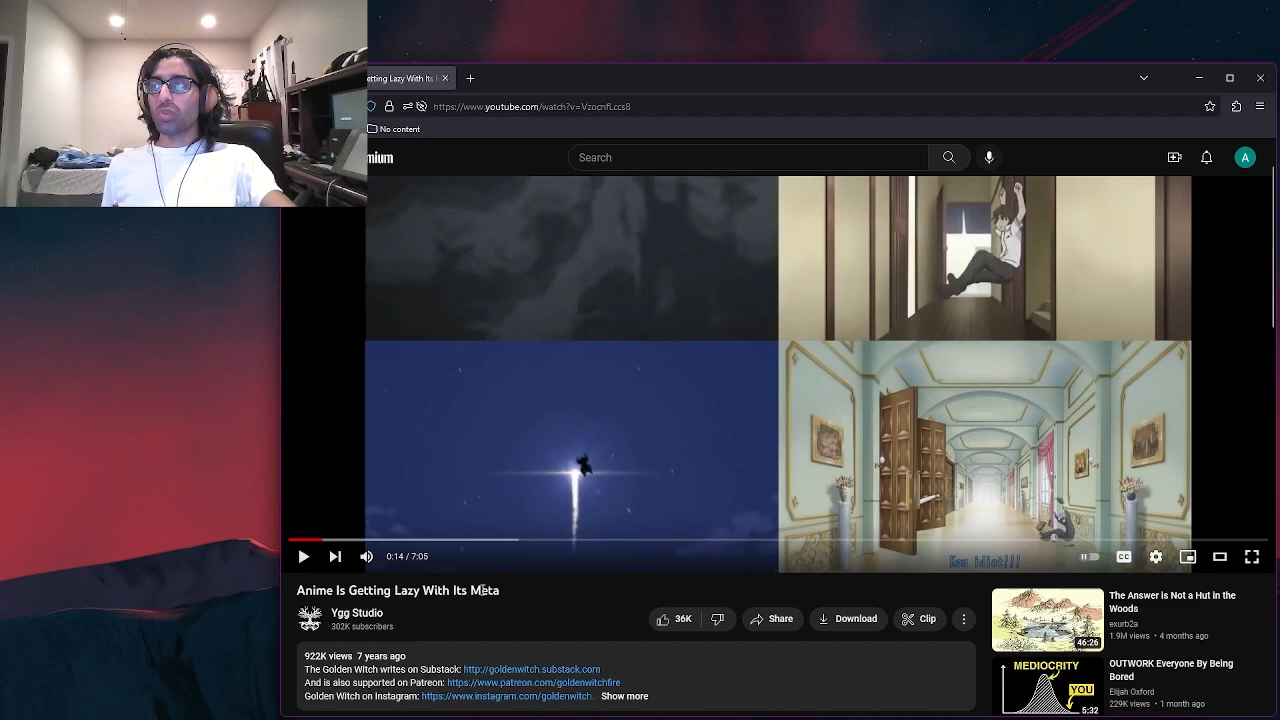 etting Lazy With Its
https://www.youtube.com/watch?v=VzocnfLccs8
No content
mium
Search
A
Kau idiot!!!
0:14 / 7:05
CC
Anime Is Getting Lazy With Its Meta
Ygg Studio
302K subscribers
36K
Share
Download
Clip
922K views 7 years ago
The Golden Witch writes on Substack: http://goldenwitch.substack.com
And is also supported on Patreon: https://www.patreon.com/goldenwitchfire
Golden Witch on Instagram: https://www.instagram.com/goldenwitch Show more
46:26
The Answer is Not a Hut in the
Woods
exurb2a
1.9M views • 4 months ago
MEDIOCRITY
YOU
5:32
OUTWORK Everyone By Being
Bored
Elijah Oxford
229K views • 1 month ago